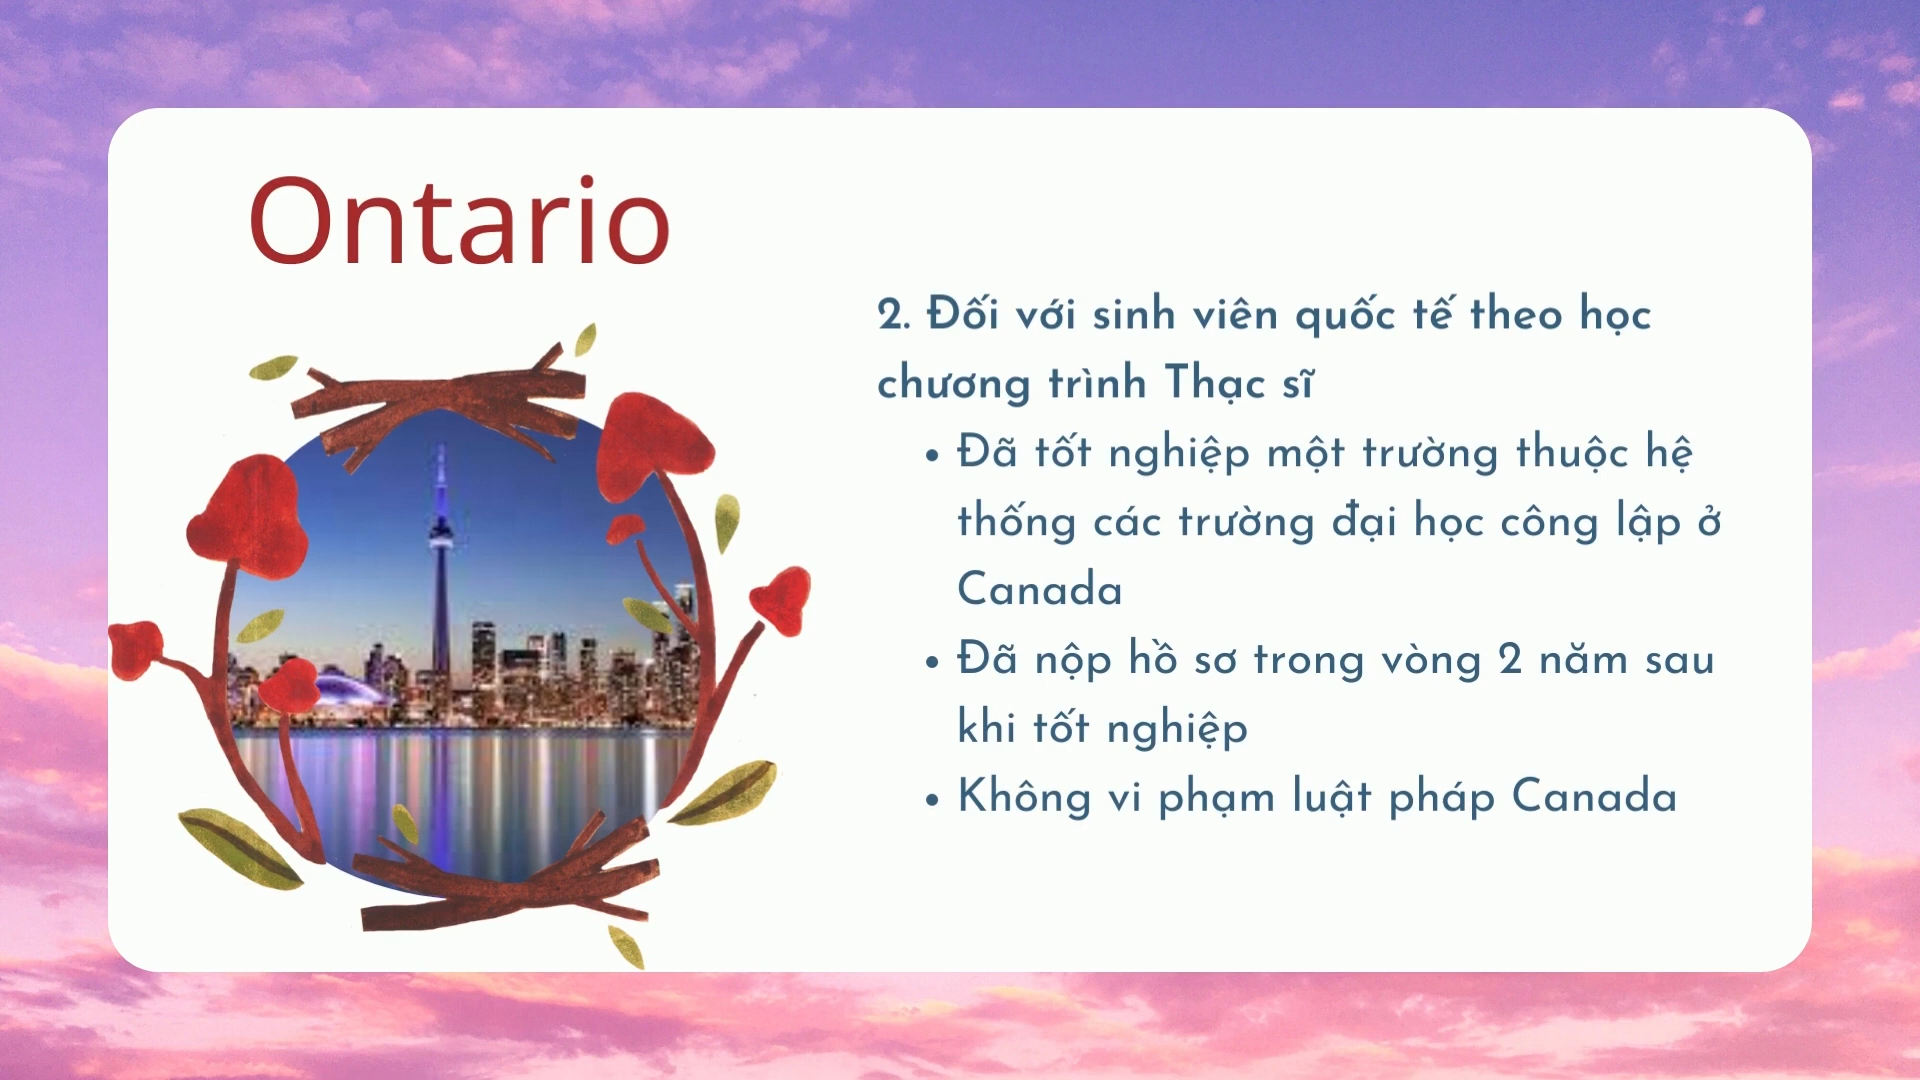 Ontario
2. Đối với sinh viên quốc tế theo học
chương trình Thạc sĩ
• Đã tốt nghiệp một trường thuộc hệ
thống các trường đại học công lập ở
Canada
• Đã nộp hồ sơ trong vòng 2 năm sau
khi tốt nghiệp
• Không vi phạm luật pháp Canada